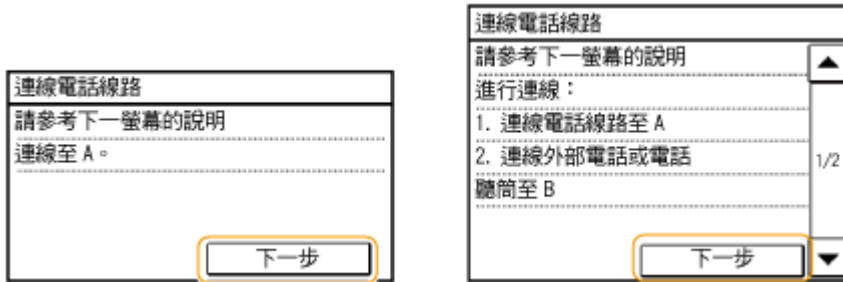 連線電話線路
請參考下一螢幕的說明
連線至 A。
下一步
連線電話線路
請參考下一螢幕的說明
進行連線：
1. 連線電話線路至 A
2. 連線外部電話或電話
聽筒至 B
1/2
下一步